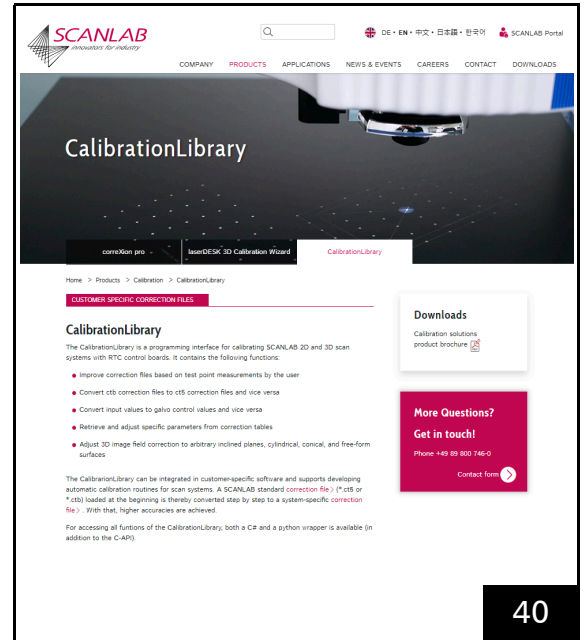 SCANLAB
innovators for industry
DE • EN • 中文 • 日本語 • 한국어
SCANLAB Portal
COMPANY PRODUCTS APPLICATIONS NEWS & EVENTS CAREERS CONTACT DOWNLOADS
CalibrationLibrary
correXion pro laserDESK 3D Calibration Wizard CalibrationLibrary
Home > Products > Calibration > CalibrationLibrary
CUSTOMER SPECIFIC CORRECTION FILES
CalibrationLibrary
The CalibrationLibrary is a programming interface for calibrating SCANLAB 2D and 3D scan
systems with RTC control boards. It contains the following functions:
Improve correction files based on test point measurements by the user
Convert ctb correction files to ct5 correction files and vice versa
Convert input values to galvo control values and vice versa
Retrieve and adjust specific parameters from correction tables
Adjust 3D image field correction to arbitrary inclined planes, cylindrical, conical, and free-form
surfaces
The CalibrarionLibrary can be integrated in customer-specific software and supports developing
automatic calibration routines for scan systems. A SCANLAB standard correction file > (*.ct5 or
*.ctb) loaded at the beginning is thereby converted step by step to a system-specific correction
file > . With that, higher accuracies are achieved.
For accessing all funtions of the CalibrationLibrary, both a C# and a python wrapper is available (in
addition to the C-API).
Downloads
Calibration solutions
product brochure
More Questions?
Get in touch!
Phone +49 89 800 746-0
Contact form
40